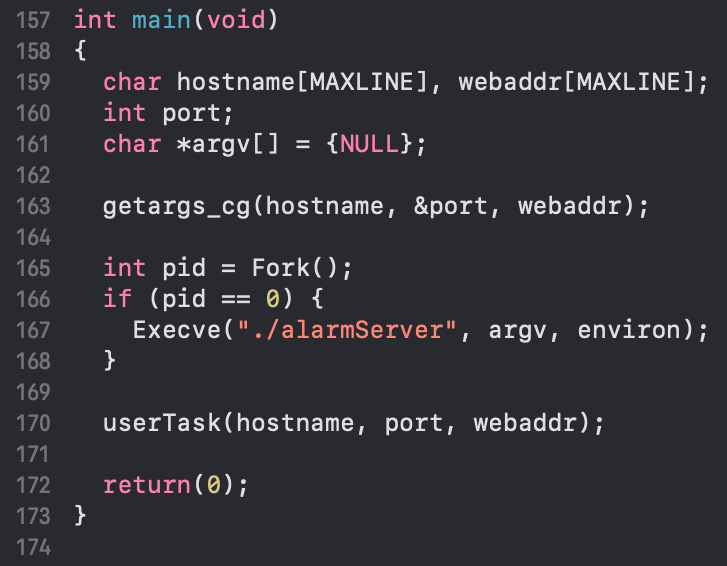 157 int main(void)
158 {
159   char hostname[MAXLINE], webaddr[MAXLINE];
160   int port;
161   char *argv[] = {NULL};
162
163   getargs_cg(hostname, &port, webaddr);
164
165   int pid = Fork();
166   if (pid == 0) {
167     Execve("./alarmServer", argv, environ);
168   }
169
170   userTask(hostname, port, webaddr);
171
172   return(0);
173 }
174